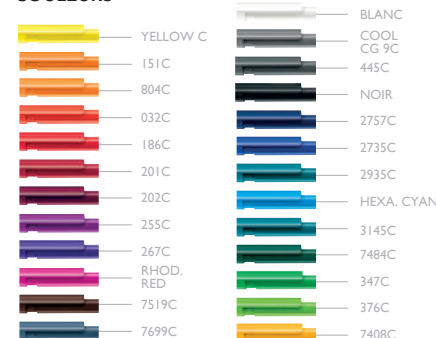 COULEURS
YELLOW C
151C
804C
032C
186C
201C
202C
255C
267C
RHOD.
RED
7519C
7699C
BLANC
COOL
CG 9C
445C
NOIR
2757C
2735C
2935C
HEXA. CYAN
3145C
7484C
347C
376C
7408C